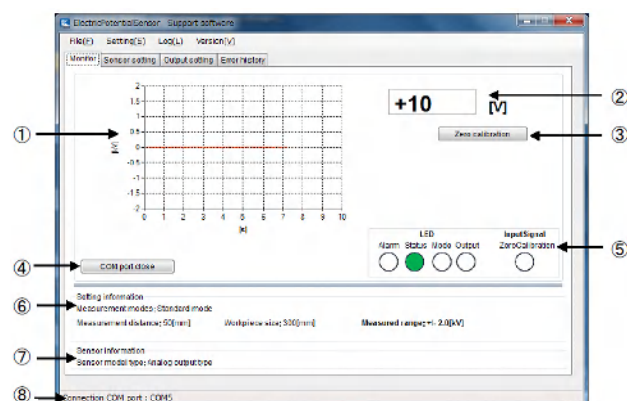 ElectricPotentialSensor Support software
File(F) Setting(S) Log(L) Version(V)
Monitor Sensor setting Output setting Error history
①
[kV]
2
1.5
1
0.5
0
-0.5
-1
-1.5
-2
0 1 2 3 4 5 6 7 8 9 10
[s]
+10 [V]
②
Zero calibration
③
LED
Alarm Status Mode Output
InputSignal
ZeroCalibration
⑤
④
COM port close
Setting information
⑥
Measurement modes; Standard mode
Measurement distance; 50[mm] Workpiece size; 300[mm] Measured range; +/- 2.0[kV]
Sensor information
⑦
Sensor model type; Analog output type
⑧
Connection COM port : COM5